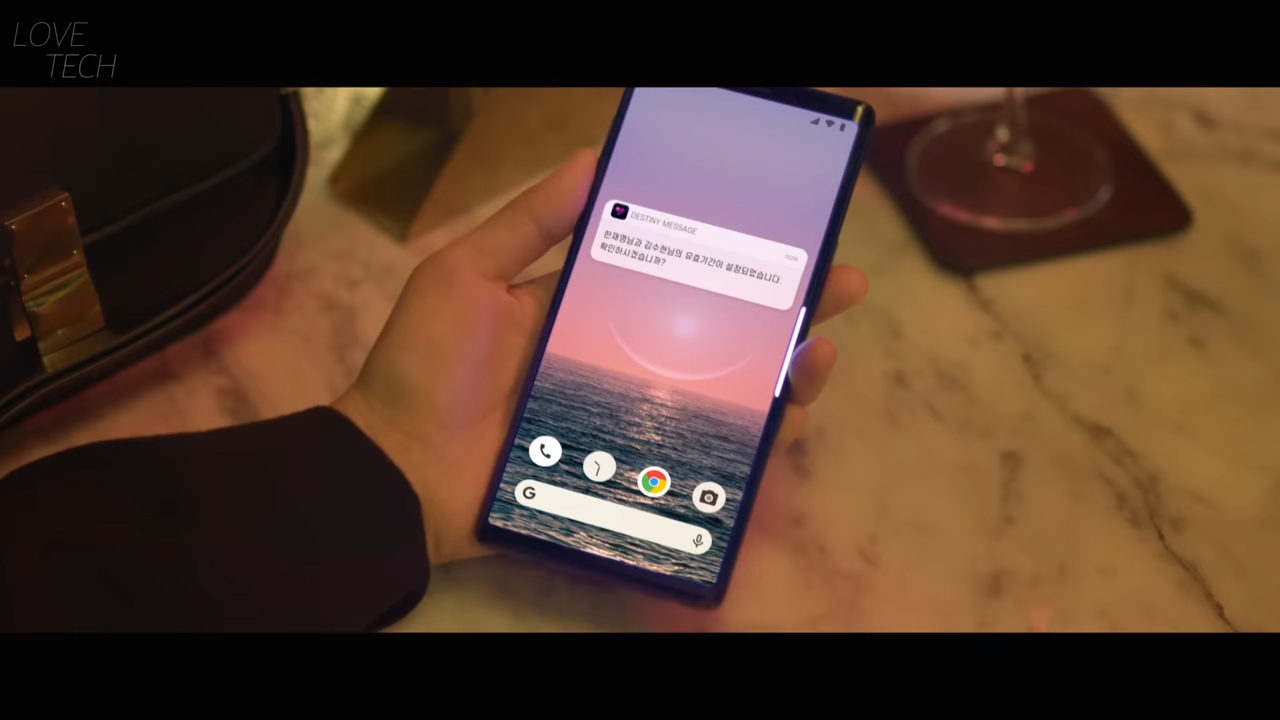 LOVE
TECH
DESTINY MESSAGE
now
한재영님과 김수현님의 유효기간이 설정되었습니다.
확인하시겠습니까?
G